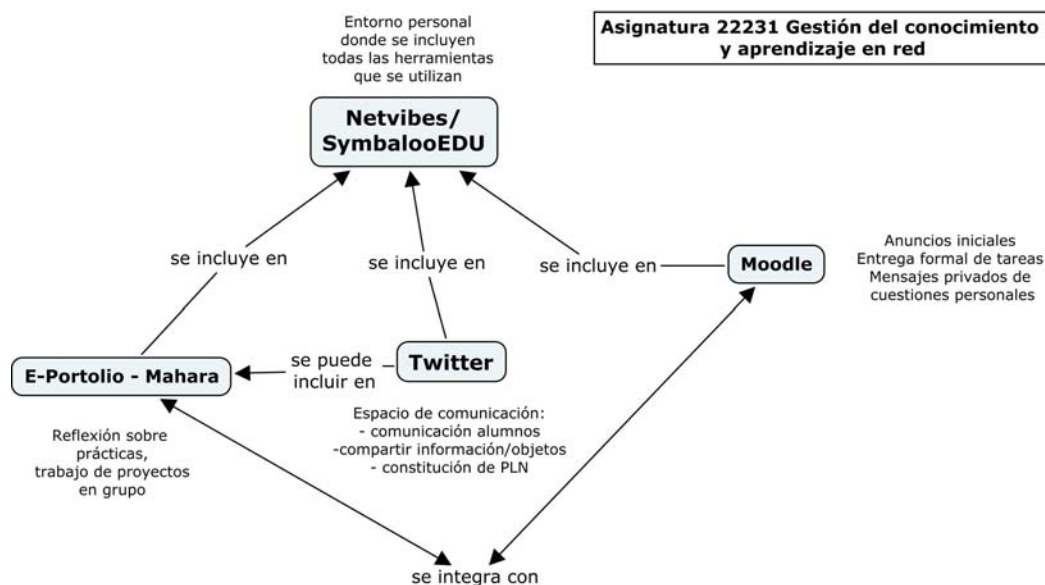 Entorno personal
donde se incluyen
todas las herramientas
que se utilizan
Asignatura 22231 Gestión del conocimiento
y aprendizaje en red
Netvibes/
SymbalooEDU
se incluye en
se incluye en
se incluye en
Moodle
Anuncios iniciales
Entrega formal de tareas
Mensajes privados de
cuestiones personales
E-Portolio - Mahara
se puede
incluir en
Twitter
Reflexión sobre
prácticas,
trabajo de proyectos
en grupo
Espacio de comunicación:
- comunicación alumnos
-compartir información/objetos
- constitución de PLN
se integra con